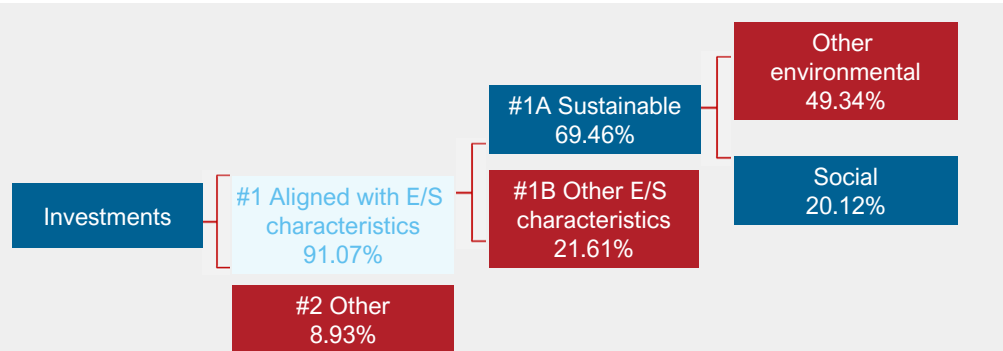 Investments
#1 Aligned with E/S
characteristics
91.07%
#2 Other
8.93%
#1A Sustainable
69.46%
#1B Other E/S
characteristics
21.61%
Other
environmental
49.34%
Social
20.12%